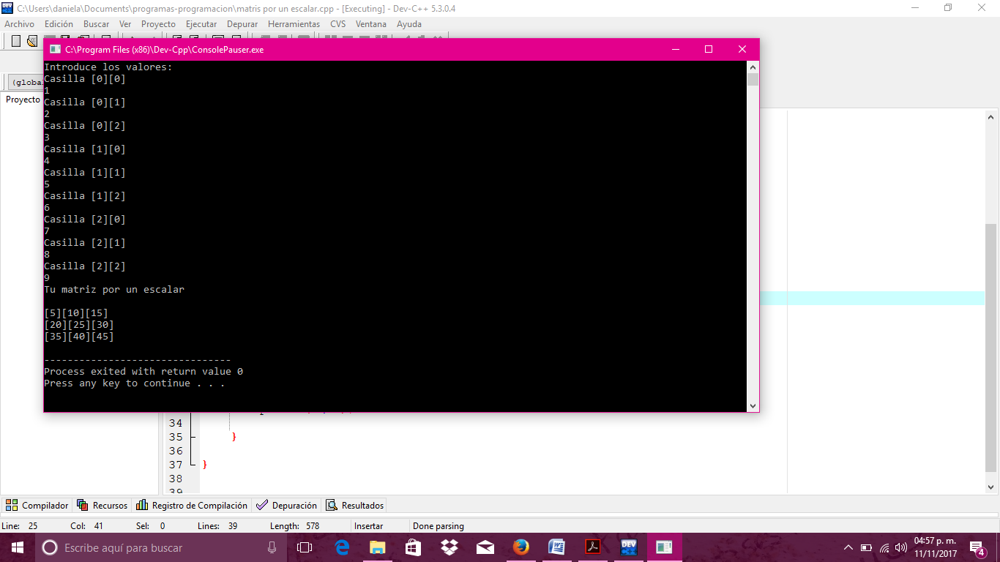 C:\Users\daniela\Documents\programas-programacion\matris por un escalar.cpp - [Executing] - Dev-C++ 5.3.0.4
Archivo Edición Buscar Ver Proyecto Ejecutar Depurar Herramientas CVS Ventana Ayuda
C:\Program Files (x86)\Dev-Cpp\ConsolePauser.exe
(globa
Proyecto
Introduce los valores:
Casilla [0][0]
1
Casilla [0][1]
2
Casilla [0][2]
3
Casilla [1][0]
4
Casilla [1][1]
5
Casilla [1][2]
6
Casilla [2][0]
7
Casilla [2][1]
8
Casilla [2][2]
9
Tu matriz por un escalar
[5][10][15]
[20][25][30]
[35][40][45]
--------------------------------
Process exited with return value 0
Press any key to continue . . .
34
35 }
36
37 }
38
39
Compilador Recursos Registro de Compilación Depuración Resultados
Line: 25 Col: 41 Sel: 0 Lines: 39 Length: 578 Insertar Done parsing
Escribe aquí para buscar
04:57 p. m.
11/11/2017
4